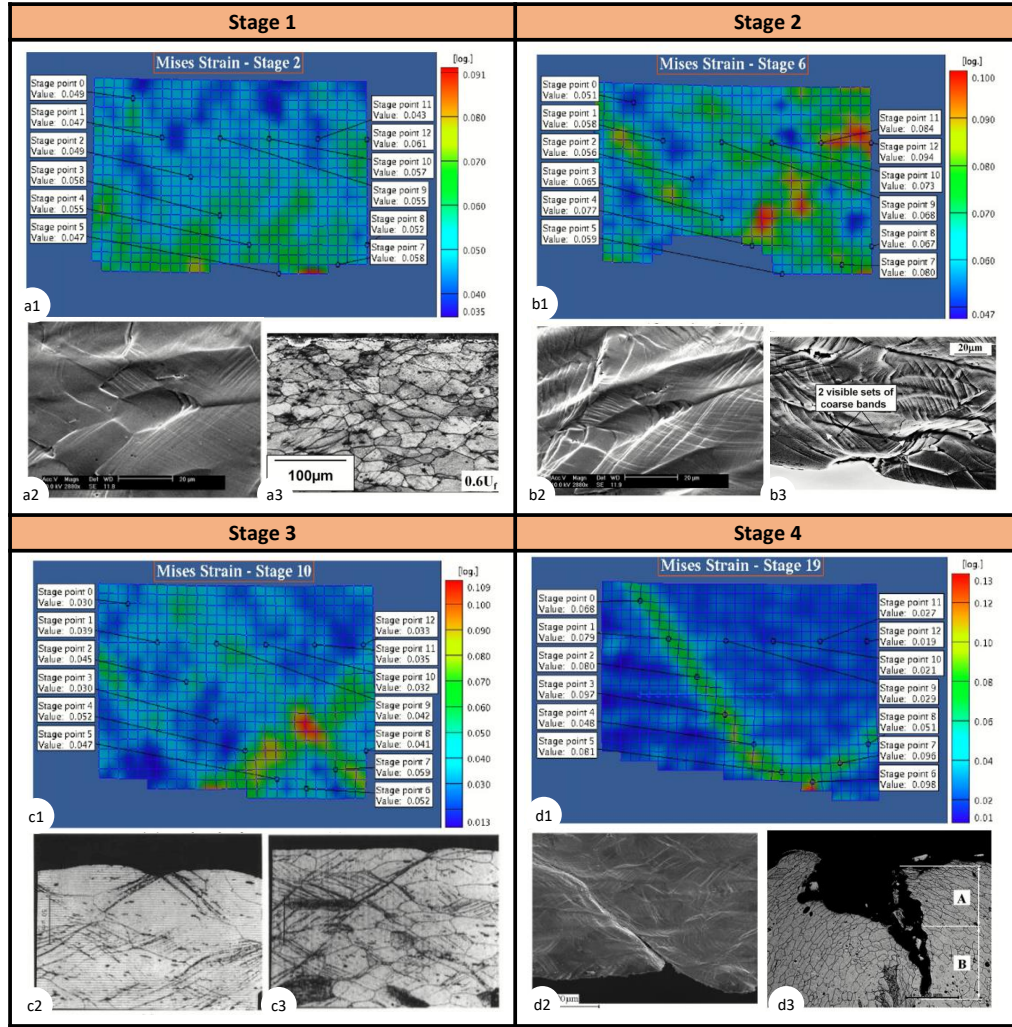 Stage 1
Mises Strain - Stage 2
[log.]
0.091
0.080
0.070
0.060
0.050
0.040
0.035
Stage point 0
Value: 0.049
Stage point 1
Value: 0.047
Stage point 2
Value: 0.049
Stage point 3
Value: 0.058
Stage point 4
Value: 0.055
Stage point 5
Value: 0.047
Stage point 11
Value: 0.043
Stage point 12
Value: 0.061
Stage point 10
Value: 0.057
Stage point 9
Value: 0.055
Stage point 8
Value: 0.052
Stage point 7
Value: 0.058
a1
Acc.V Magn Det WD
20 µm
a2
100µm
0.6Uf
a3
Stage 2
Mises Strain - Stage 6
[log.]
0.100
0.090
0.080
0.070
0.060
0.047
Stage point 0
Value: 0.051
Stage point 1
Value: 0.058
Stage point 2
Value: 0.056
Stage point 3
Value: 0.065
Stage point 4
Value: 0.077
Stage point 5
Value: 0.059
Stage point 11
Value: 0.084
Stage point 12
Value: 0.094
Stage point 10
Value: 0.073
Stage point 9
Value: 0.068
Stage point 8
Value: 0.067
Stage point 7
Value: 0.080
b1
Acc.V Magn Det WD
20 µm
b2
20µm
2 visible sets of
coarse bands
b3
Stage 3
Mises Strain - Stage 10
[log.]
0.109
0.100
0.090
0.080
0.070
0.060
0.050
0.040
0.030
0.013
Stage point 0
Value: 0.030
Stage point 1
Value: 0.039
Stage point 2
Value: 0.045
Stage point 3
Value: 0.030
Stage point 4
Value: 0.052
Stage point 5
Value: 0.047
Stage point 12
Value: 0.033
Stage point 11
Value: 0.035
Stage point 10
Value: 0.032
Stage point 9
Value: 0.042
Stage point 8
Value: 0.041
Stage point 7
Value: 0.059
Stage point 6
Value: 0.052
c1
c2
c3
Stage 4
Mises Strain - Stage 19
[log.]
0.13
0.10
0.08
0.06
0.04
0.02
0.01
Stage point 0
Value: 0.068
Stage point 1
Value: 0.079
Stage point 2
Value: 0.080
Stage point 3
Value: 0.097
Stage point 4
Value: 0.048
Stage point 5
Value: 0.081
Stage point 11
Value: 0.027
Stage point 12
Value: 0.019
Stage point 10
Value: 0.021
Stage point 9
Value: 0.029
Stage point 8
Value: 0.051
Stage point 7
Value: 0.096
Stage point 6
Value: 0.098
d1
d2
A
B
d3